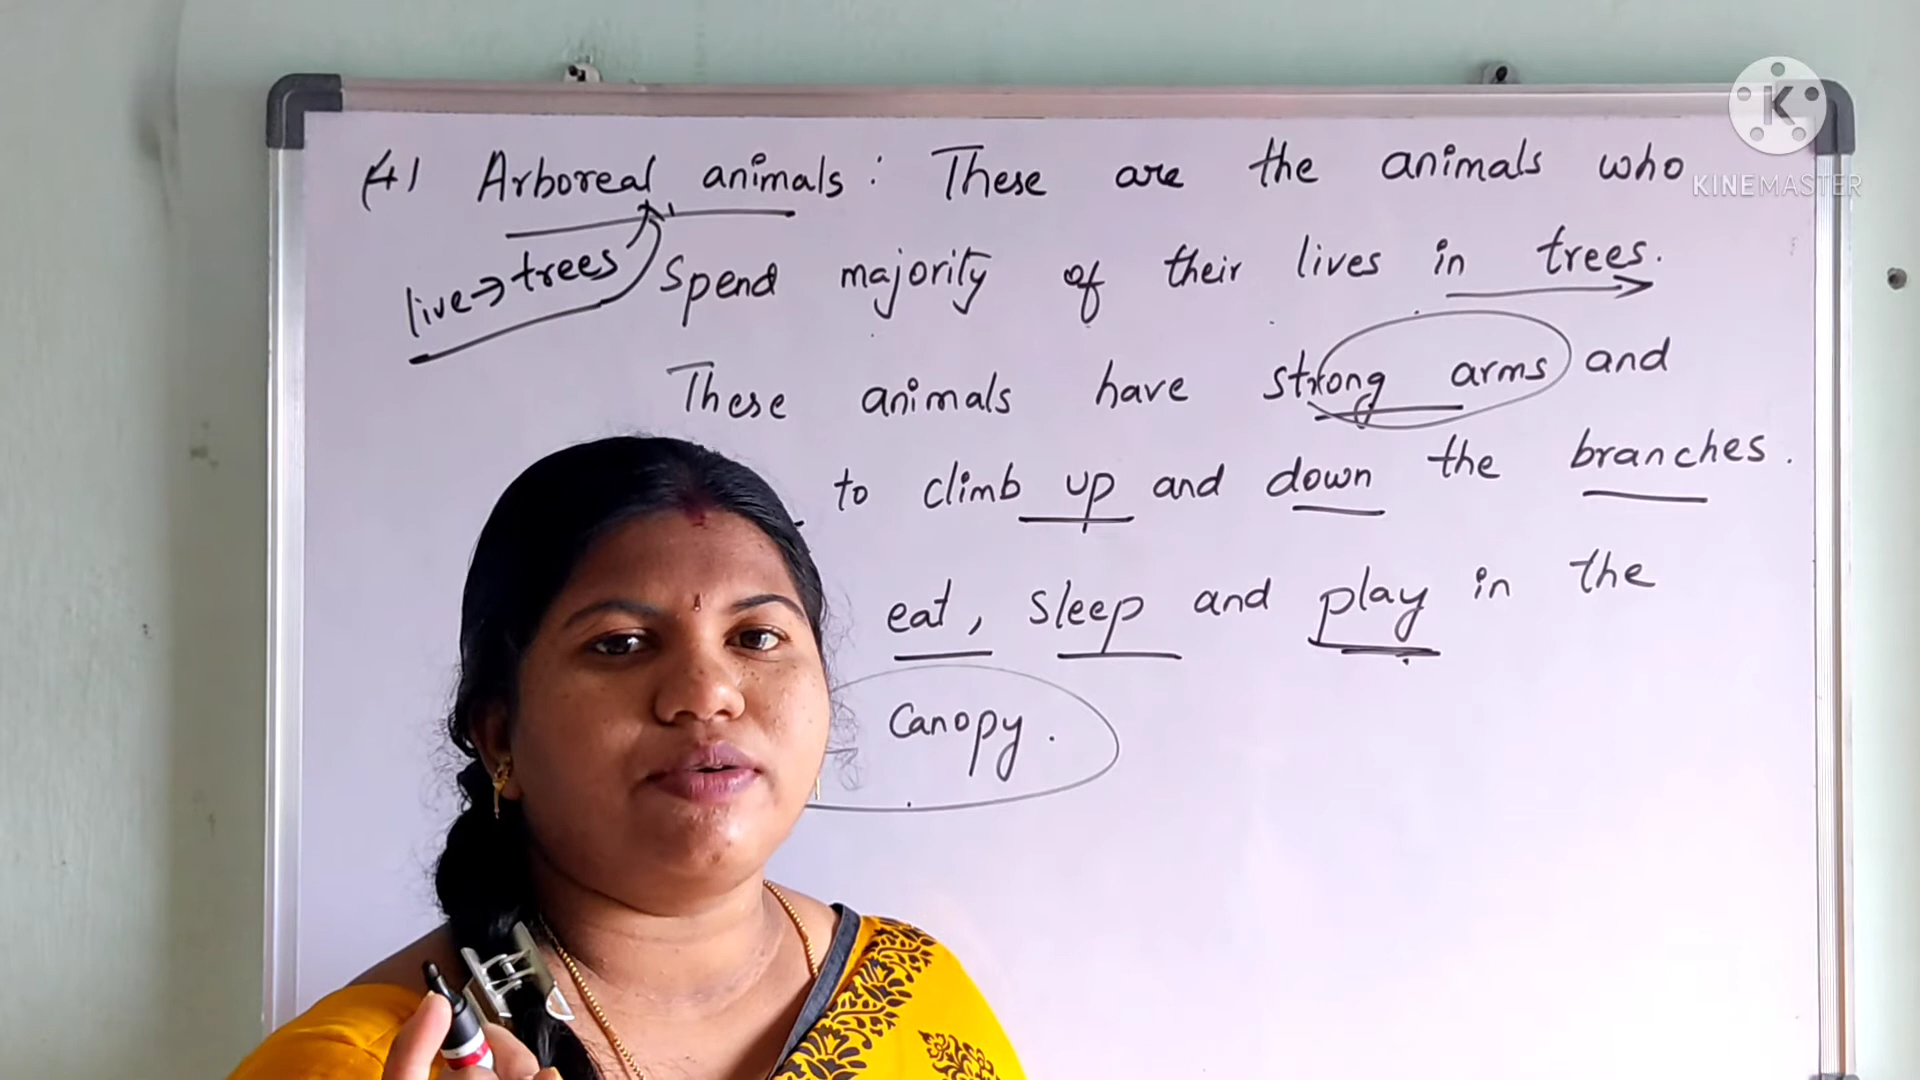 4) Arboreal animals: These are the animals who
live → trees
spend majority of their lives in trees.
These animals have strong arms and
to climb up and down the branches.
eat, sleep and play in the
canopy.
K
KINEMASTER